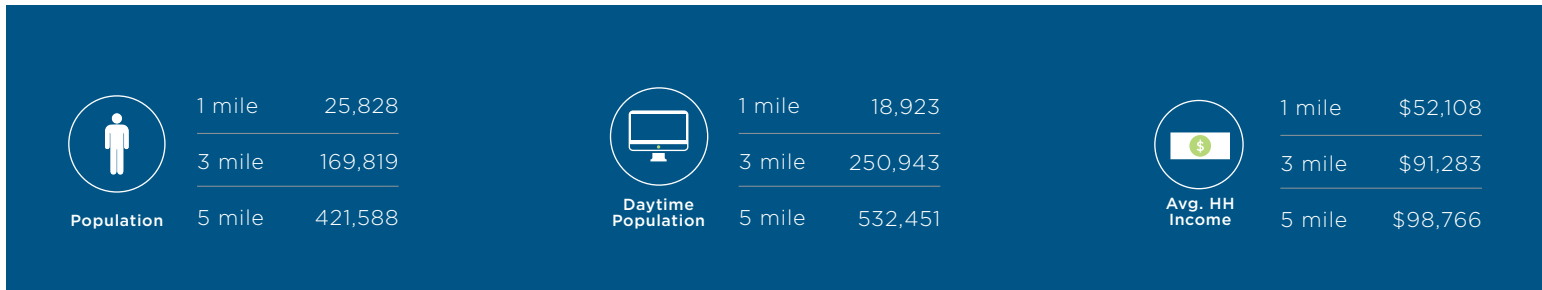 Population
1 mile 25,828
3 mile 169,819
5 mile 421,588
Daytime
Population
1 mile 18,923
3 mile 250,943
5 mile 532,451
$
Avg. HH
Income
1 mile $52,108
3 mile $91,283
5 mile $98,766